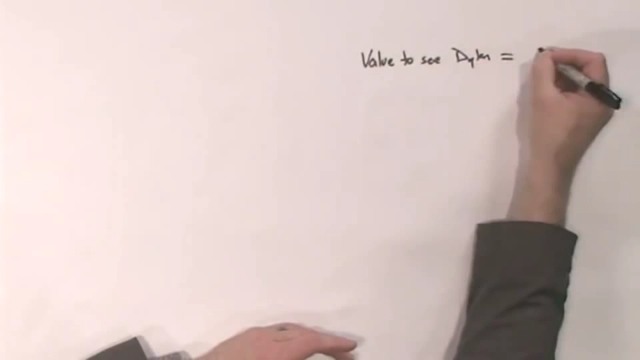 Value to see Dylan =